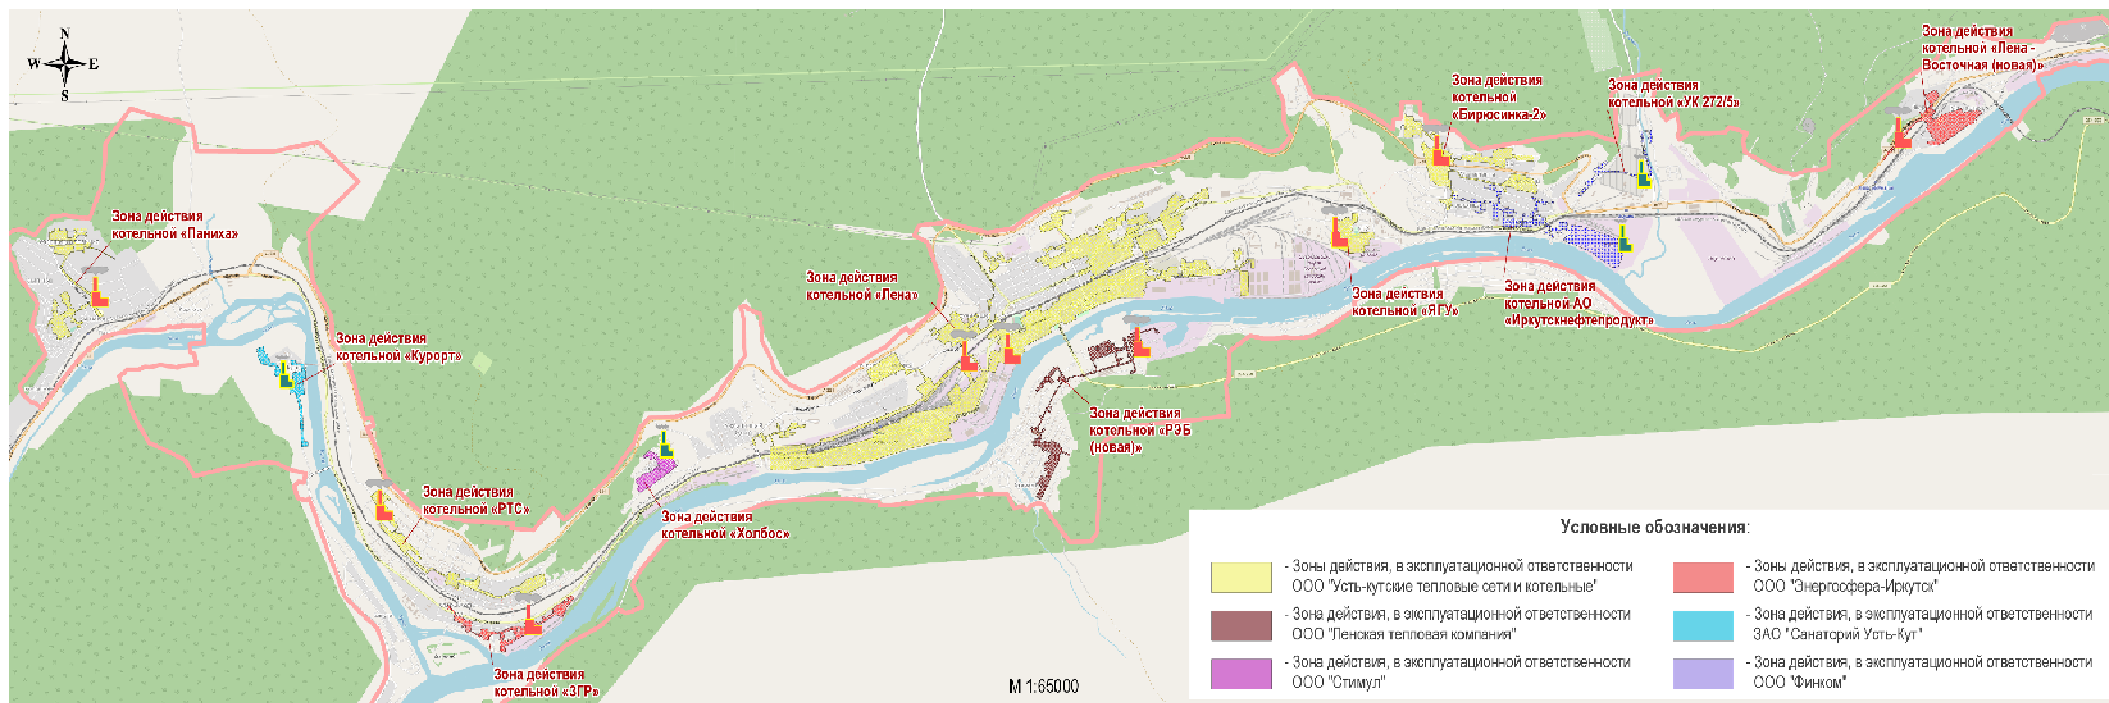 N
W E
S
Зона действия
котельной «Паниха»
Зона действия
котельной «Курорт»
Зона действия
котельной «РТС»
Зона действия
котельной «ЗГР»
Зона действия
котельной «Холбос»
Зона действия
котельной «Лена»
Зона действия
котельной «РЭБ
(новая)»
Зона действия
котельной «ЯГУ»
Зона действия
котельной
«Бирюсинка-2»
Зона действия
котельной АО
«Иркутскнефтепродукт»
Зона действия
котельной «УК 272/5»
Зона действия
котельной «Лена -
Восточная (новая)»
М 1:65000
Условные обозначения:
- Зоны действия, в эксплуатационной ответственности
ООО "Усть-кутские тепловые сети и котельные"
- Зона действия, в эксплуатационной ответственности
ООО "Ленская тепловая компания"
- Зона действия, в эксплуатационной ответственности
ООО "Стимул"
- Зоны действия, в эксплуатационной ответственности
ООО "Энергосфера-Иркутск"
- Зона действия, в эксплуатационной ответственности
ЗАО "Санаторий Усть-Кут"
- Зона действия, в эксплуатационной ответственности
ООО "Финком"